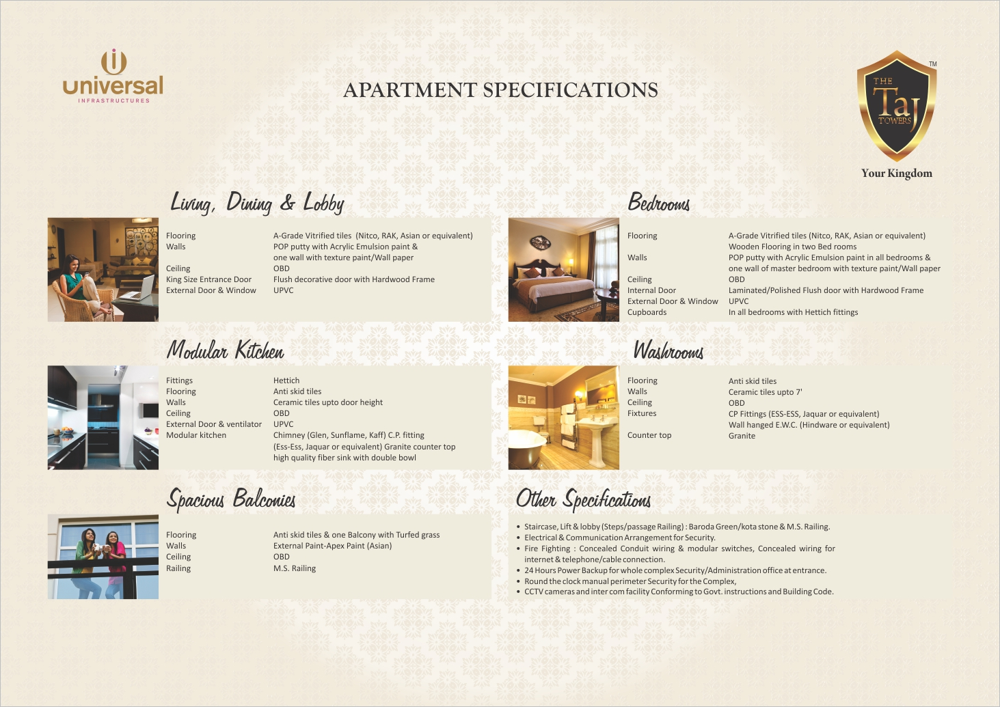 universal
INFRASTRUCTURES
APARTMENT SPECIFICATIONS
TM
THE
Taj
TOWERS
Your Kingdom
Living, Dining & Lobby
Flooring A-Grade Vitrified tiles (Nitco, RAK, Asian or equivalent)
Walls POP putty with Acrylic Emulsion paint &
one wall with texture paint/Wall paper
Ceiling OBD
King Size Entrance Door Flush decorative door with Hardwood Frame
External Door & Window UPVC
Bedrooms
Flooring A-Grade Vitrified tiles (Nitco, RAK, Asian or equivalent)
Wooden Flooring in two Bed rooms
Walls POP putty with Acrylic Emulsion paint in all bedrooms &
one wall of master bedroom with texture paint/Wall paper
Ceiling OBD
Internal Door Laminated/Polished Flush door with Hardwood Frame
External Door & Window UPVC
Cupboards In all bedrooms with Hettich fittings
Modular Kitchen
Fittings Hettich
Flooring Anti skid tiles
Walls Ceramic tiles upto door height
Ceiling OBD
External Door & ventilator UPVC
Modular kitchen Chimney (Glen, Sunflame, Kaff) C.P. fitting
(Ess-Ess, Jaquar or equivalent) Granite counter top
high quality fiber sink with double bowl
Washrooms
Flooring Anti skid tiles
Walls Ceramic tiles upto 7'
Ceiling OBD
Fixtures CP Fittings (ESS-ESS, Jaquar or equivalent)
Wall hanged E.W.C. (Hindware or equivalent)
Counter top Granite
Spacious Balconies
Flooring Anti skid tiles & one Balcony with Turfed grass
Walls External Paint-Apex Paint (Asian)
Ceiling OBD
Railing M.S. Railing
Other Specifications
• Staircase, Lift & lobby (Steps/passage Railing) : Baroda Green/kota stone & M.S. Railing.
• Electrical & Communication Arrangement for Security.
• Fire Fighting : Concealed Conduit wiring & modular switches, Concealed wiring for
internet & telephone/cable connection.
• 24 Hours Power Backup for whole complex Security/Administration office at entrance.
• Round the clock manual perimeter Security for the Complex,
• CCTV cameras and inter com facility Conforming to Govt. instructions and Building Code.